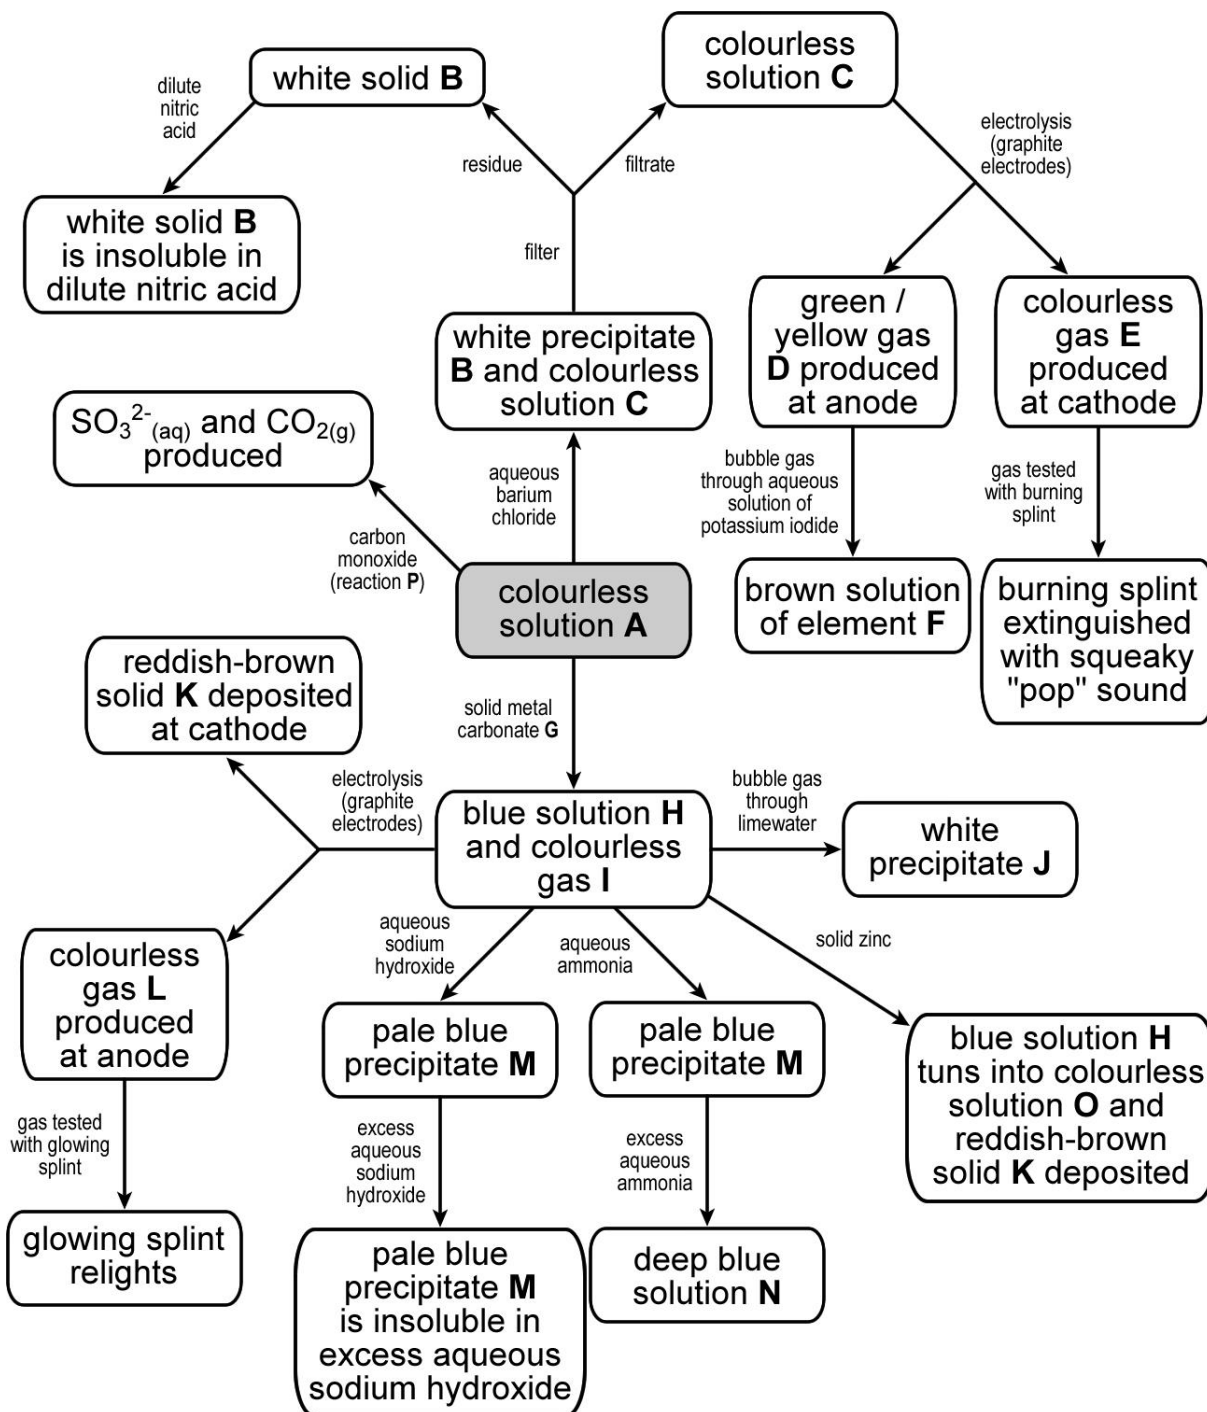 colourless
solution C
dilute
nitric
acid
white solid B
electrolysis
(graphite
electrodes)
residue
filtrate
white solid B
is insoluble in
dilute nitric acid
filter
green /
yellow gas
D produced
at anode
colourless
gas E
produced
at cathode
white precipitate
B and colourless
solution C
SO₃²⁻(aq) and CO₂(g)
produced
aqueous
barium
chloride
bubble gas
through aqueous
solution of
potassium iodide
gas tested
with burning
splint
carbon
monoxide
(reaction P)
colourless
solution A
brown solution
of element F
burning splint
extinguished
with squeaky
"pop" sound
reddish-brown
solid K deposited
at cathode
solid metal
carbonate G
electrolysis
(graphite
electrodes)
blue solution H
and colourless
gas I
bubble gas
through
limewater
white
precipitate J
colourless
gas L
produced
at anode
aqueous
sodium
hydroxide
aqueous
ammonia
solid zinc
pale blue
precipitate M
pale blue
precipitate M
blue solution H
tuns into colourless
solution O and
reddish-brown
solid K deposited
gas tested
with glowing
splint
excess
aqueous
sodium
hydroxide
excess
aqueous
ammonia
glowing splint
relights
pale blue
precipitate M
is insoluble in
excess aqueous
sodium hydroxide
deep blue
solution N